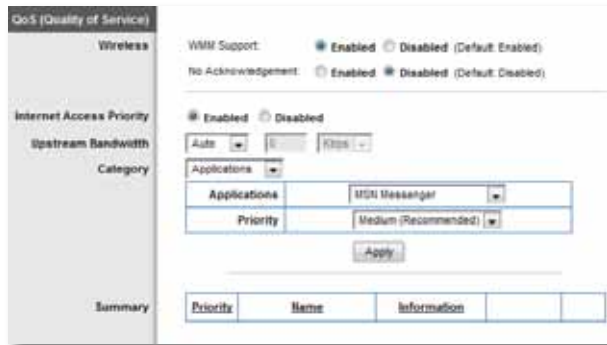 QoS (Quality of Service)
Wireless
WMM Support: Enabled Disabled (Default: Enabled)
No Acknowledgement: Enabled Disabled (Default: Disabled)
Internet Access Priority Enabled Disabled
Upstream Bandwidth Auto 0 Kbps
Category Applications
Applications MSN Messenger
Priority Medium (Recommended)
Apply
Summary Priority Name Information